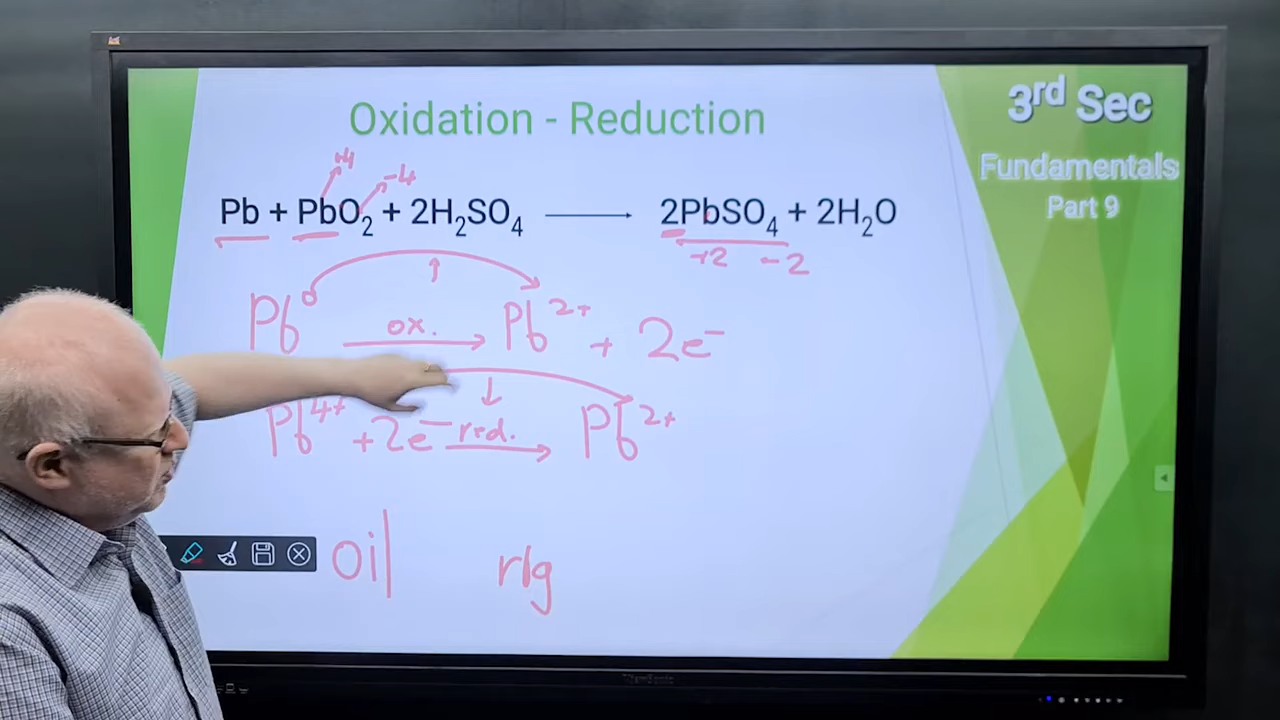 Oxidation - Reduction
3rd Sec
Fundamentals
Part 9
+4
-4
Pb + PbO2 + 2H2SO4 ⟶ 2PbSO4 + 2H2O
+2 -2
Pb0 ox. ⟶ Pb2+ + 2e−
Pb4+ + 2e− red. ⟶ Pb2+
oil rig
ViewSonic